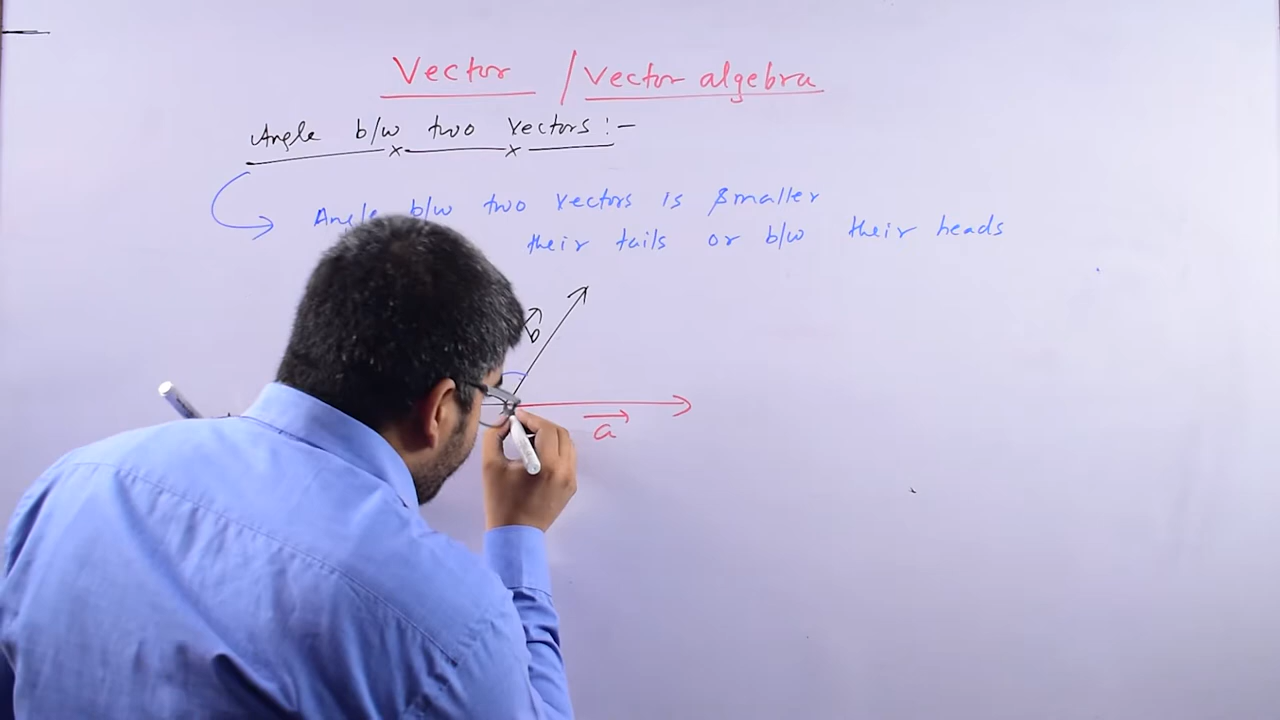 Vector / Vector algebra
Angle b/w two vectors :-
Angle b/w two vectors is smaller
their tails or b/w their heads
b
a